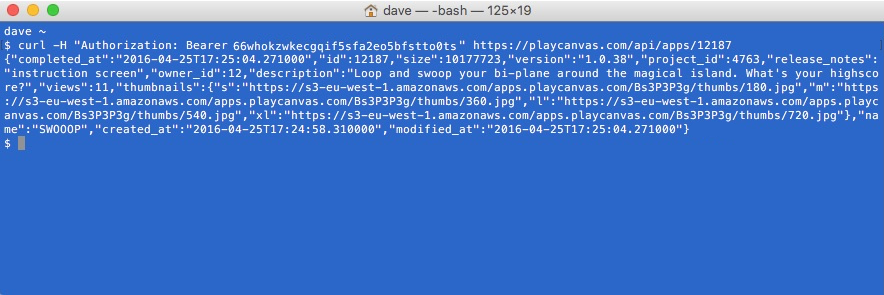 dave — -bash — 125×19
dave ~
$ curl -H "Authorization: Bearer 66whokzwkecgqif5sfa2eo5bfstto0ts" https://playcanvas.com/api/apps/12187
{"completed_at":"2016-04-25T17:25:04.271000","id":12187,"size":10177723,"version":"1.0.38","project_id":4763,"release_notes":
"instruction screen","owner_id":12,"description":"Loop and swoop your bi-plane around the magical island. What's your highsco
re?","views":11,"thumbnails":{"s":"https://s3-eu-west-1.amazonaws.com/apps.playcanvas.com/Bs3P3P3g/thumbs/180.jpg","m":"https
://s3-eu-west-1.amazonaws.com/apps.playcanvas.com/Bs3P3P3g/thumbs/360.jpg","l":"https://s3-eu-west-1.amazonaws.com/apps.playc
anvas.com/Bs3P3P3g/thumbs/540.jpg","xl":"https://s3-eu-west-1.amazonaws.com/apps.playcanvas.com/Bs3P3P3g/thumbs/720.jpg"},"na
me":"SWOOOP","created_at":"2016-04-25T17:24:58.310000","modified_at":"2016-04-25T17:25:04.271000"}
$